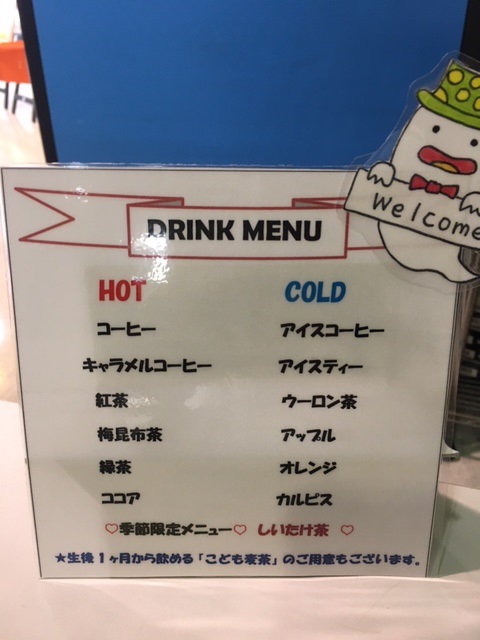 Welcome
DRINK MENU
HOT COLD
コーヒー アイスコーヒー
キャラメルコーヒー アイスティー
紅茶 ウーロン茶
梅昆布茶 アップル
緑茶 オレンジ
ココア カルピス
♡季節限定メニュー♡ しいたけ茶 ♡
★生後1ヶ月から飲める「こども麦茶」のご用意もございます。